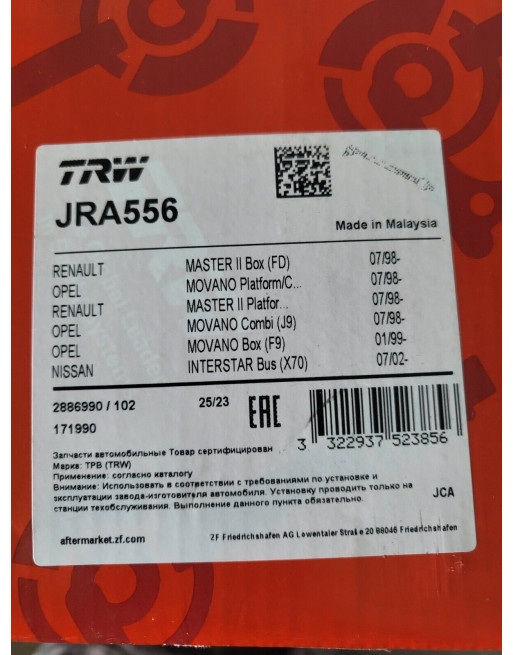 TRW
JRA556
Made in Malaysia
RENAULT MASTER II Box (FD) 07/98-
OPEL MOVANO Platform/C... 07/98-
RENAULT MASTER II Platfor... 07/98-
OPEL MOVANO Combi (J9) 07/98-
OPEL MOVANO Box (F9) 01/99-
NISSAN INTERSTAR Bus (X70) 07/02-
2886990 / 102 25/23 EAC
171990
3 322937 523856
Запчасти автомобильные Товар сертифицирован
Марка: ТРВ (TRW)
Применение: согласно каталогу
Внимание: Использовать в соответствии с требованиями по установке и
эксплуатации завода-изготовителя автомобиля. Установку проводить только на
станции техобслуживания. Выполнение данного пункта обязательно.
JCA
aftermarket.zf.com ZF Friedrichshafen AG Löwentaler Straße 20 88046 Friedrichshafen